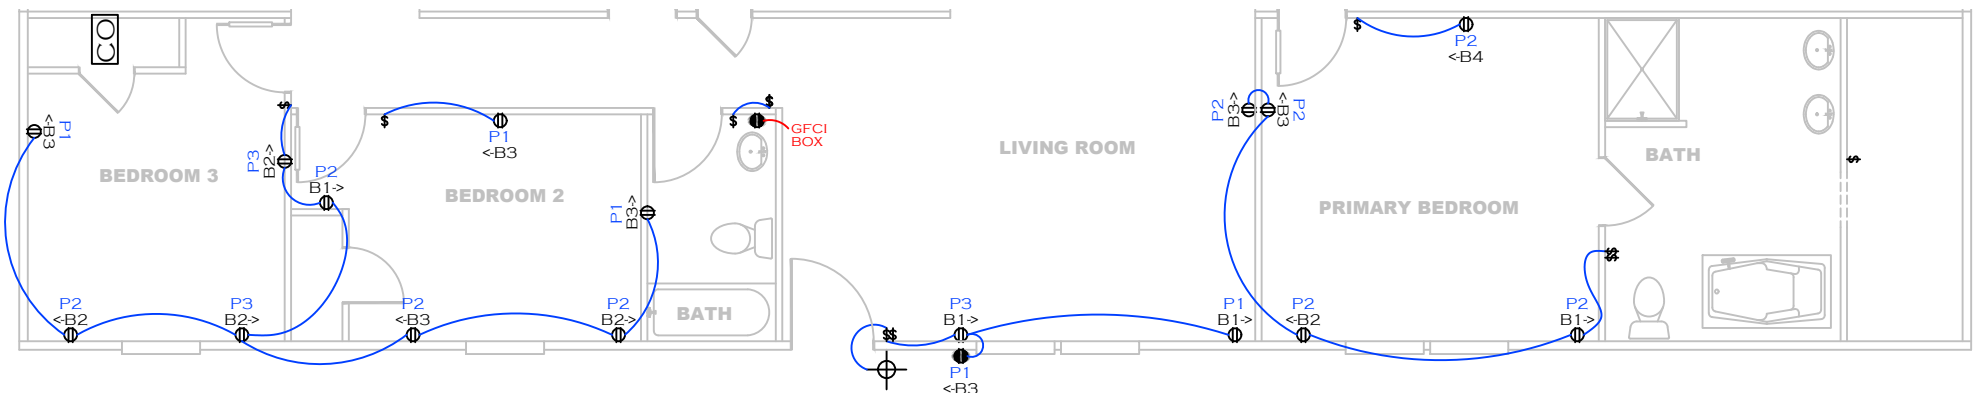 CO
$
P2
<-B4
P1
<-B3
$
P3
B2->
P2
B1->
$
P1
<-B3
BEDROOM 3
BEDROOM 2
P1
B3->
$
$
GFCI
BOX
LIVING ROOM
P2
B3->
P2
<-B3
PRIMARY BEDROOM
BATH
$
$
P2
<-B2
P3
B2->
P2
<-B3
P2
B2->
BATH
$$
P3
B1->
P1
B1->
P2
<-B2
P2
B1->
P1
<-B3